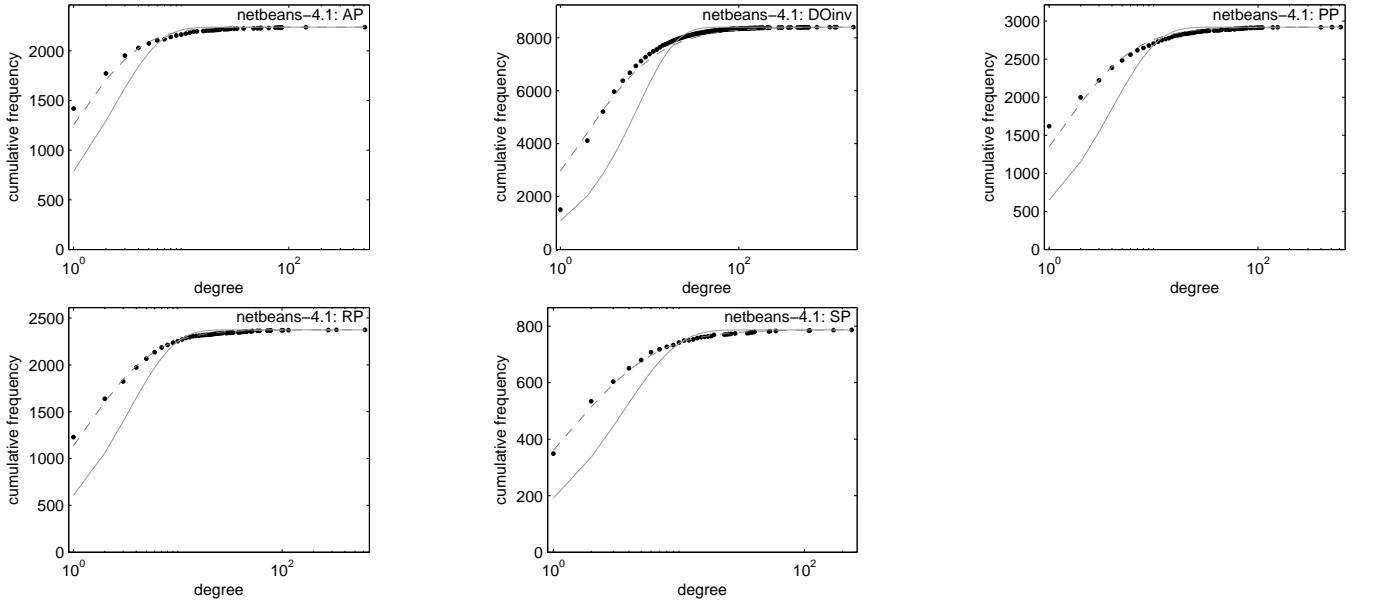 netbeans−4.1: AP
2000
1500
1000
500
0
cumulative frequency
10^0
10^2
degree
netbeans−4.1: DOinv
8000
6000
4000
2000
0
cumulative frequency
10^0
10^2
degree
netbeans−4.1: PP
3000
2500
2000
1500
1000
500
0
cumulative frequency
10^0
10^2
degree
netbeans−4.1: RP
2500
2000
1500
1000
500
0
cumulative frequency
10^0
10^2
degree
netbeans−4.1: SP
800
600
400
200
0
cumulative frequency
10^0
10^2
degree